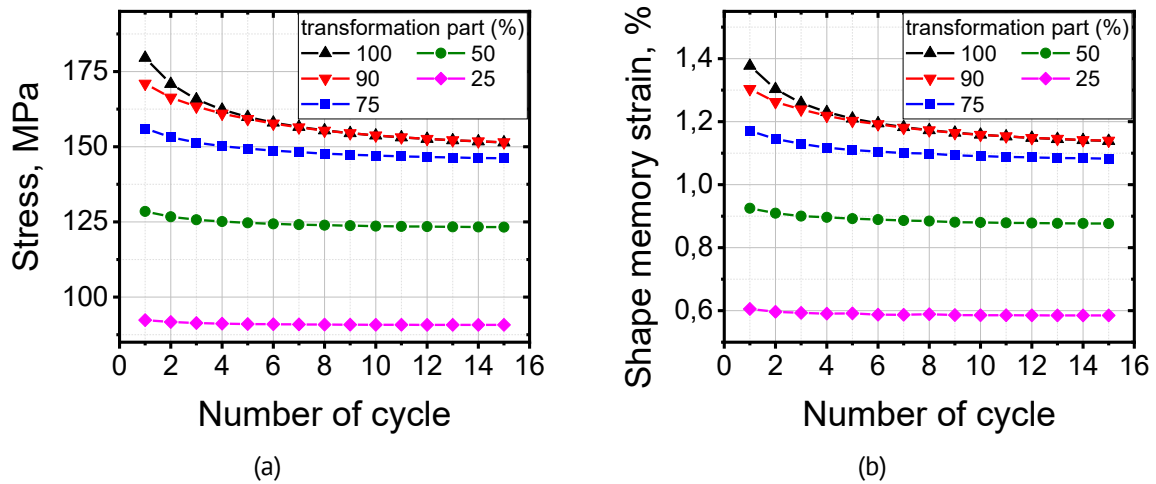 transformation part (%)
100 50
90 25
75
175
150
125
100
Stress, MPa
0 2 4 6 8 10 12 14 16
Number of cycle
(a)
transformation part (%)
100 50
90 25
75
1,4
1,2
1,0
0,8
0,6
Shape memory strain, %
0 2 4 6 8 10 12 14 16
Number of cycle
(b)